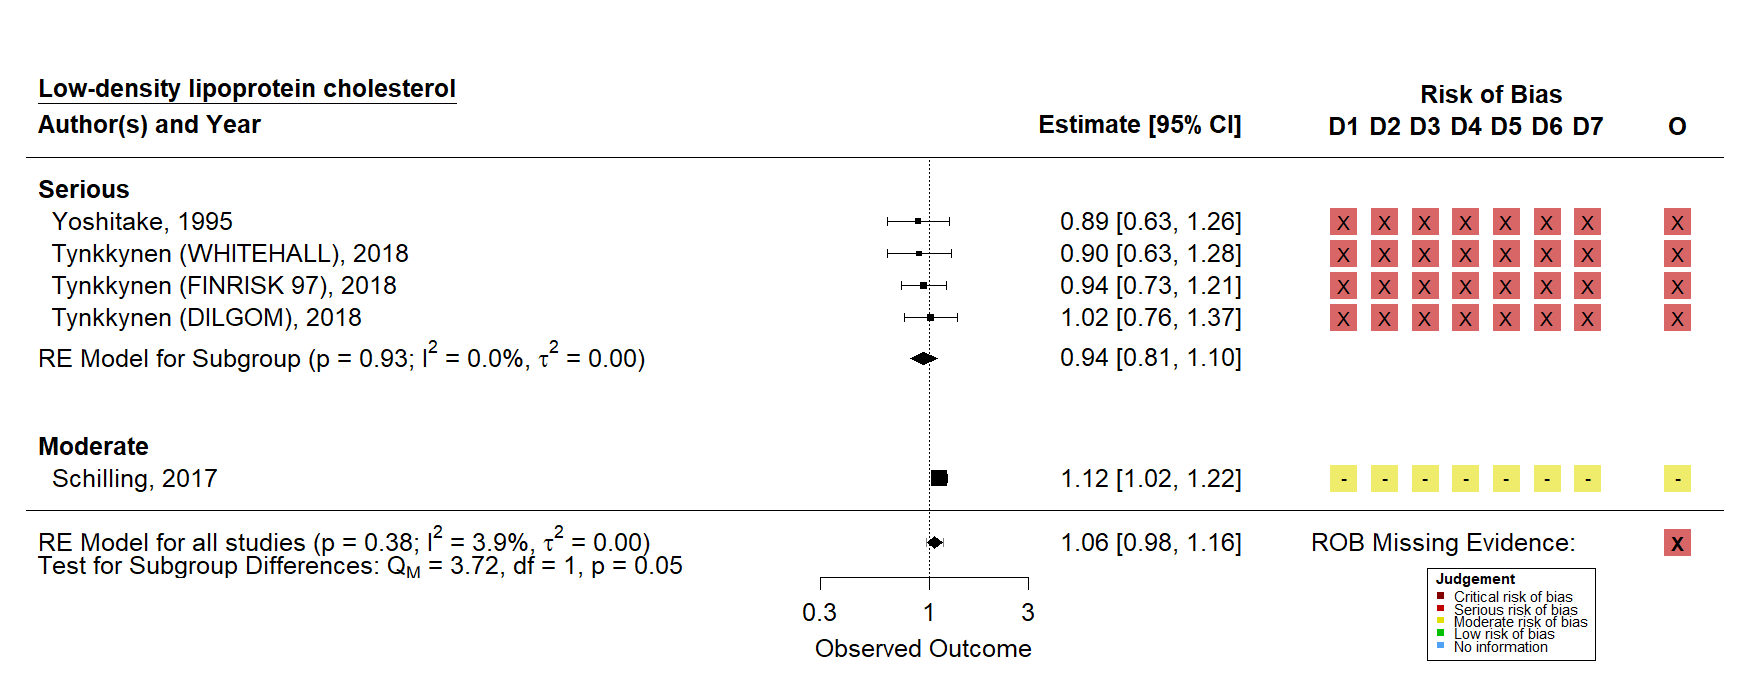 Low-density lipoprotein cholesterol
Risk of Bias
Author(s) and Year Estimate [95% CI] D1 D2 D3 D4 D5 D6 D7 O
Serious
Yoshitake, 1995 0.89 [0.63, 1.26] X X X X X X X X
Tynkkynen (WHITEHALL), 2018 0.90 [0.63, 1.28] X X X X X X X X
Tynkkynen (FINRISK 97), 2018 0.94 [0.73, 1.21] X X X X X X X X
Tynkkynen (DILGOM), 2018 1.02 [0.76, 1.37] X X X X X X X X
RE Model for Subgroup (p = 0.93; I² = 0.0%, τ² = 0.00) 0.94 [0.81, 1.10]
Moderate
Schilling, 2017 1.12 [1.02, 1.22] - - - - - - - -
RE Model for all studies (p = 0.38; I² = 3.9%, τ² = 0.00) 1.06 [0.98, 1.16] ROB Missing Evidence: X
Test for Subgroup Differences: Q_M = 3.72, df = 1, p = 0.05
0.3 1 3
Observed Outcome
Judgement
Critical risk of bias
Serious risk of bias
Moderate risk of bias
Low risk of bias
No information